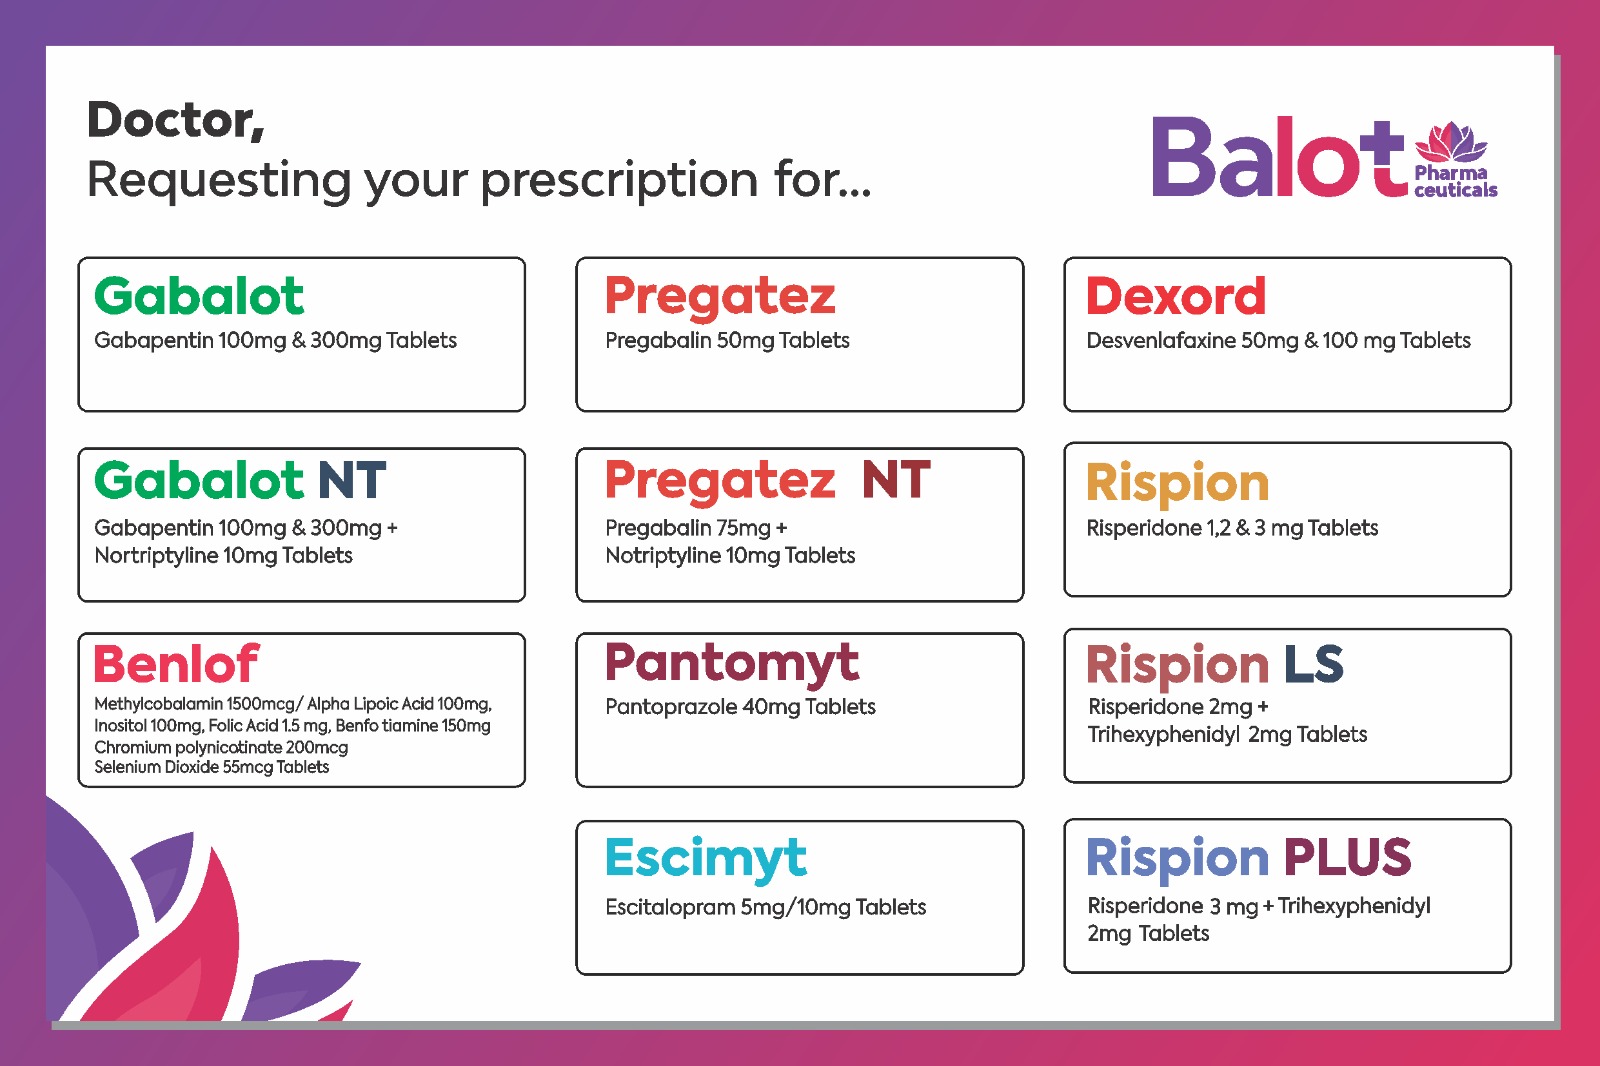 Doctor,
Requesting your prescription for...
Balot
Pharma
ceuticals
Gabalot
Gabapentin 100mg & 300mg Tablets
Pregatez
Pregabalin 50mg Tablets
Dexord
Desvenlafaxine 50mg & 100 mg Tablets
Gabalot NT
Gabapentin 100mg & 300mg +
Nortriptyline 10mg Tablets
Pregatez NT
Pregabalin 75mg +
Notriptyline 10mg Tablets
Rispion
Risperidone 1,2 & 3 mg Tablets
Benlof
Methylcobalamin 1500mcg/ Alpha Lipoic Acid 100mg,
Inositol 100mg, Folic Acid 1.5 mg, Benfo tiamine 150mg
Chromium polynicotinate 200mcg
Selenium Dioxide 55mcg Tablets
Pantomyt
Pantoprazole 40mg Tablets
Rispion LS
Risperidone 2mg +
Trihexyphenidyl 2mg Tablets
Escimyt
Escitalopram 5mg/10mg Tablets
Rispion PLUS
Risperidone 3 mg + Trihexyphenidyl
2mg Tablets